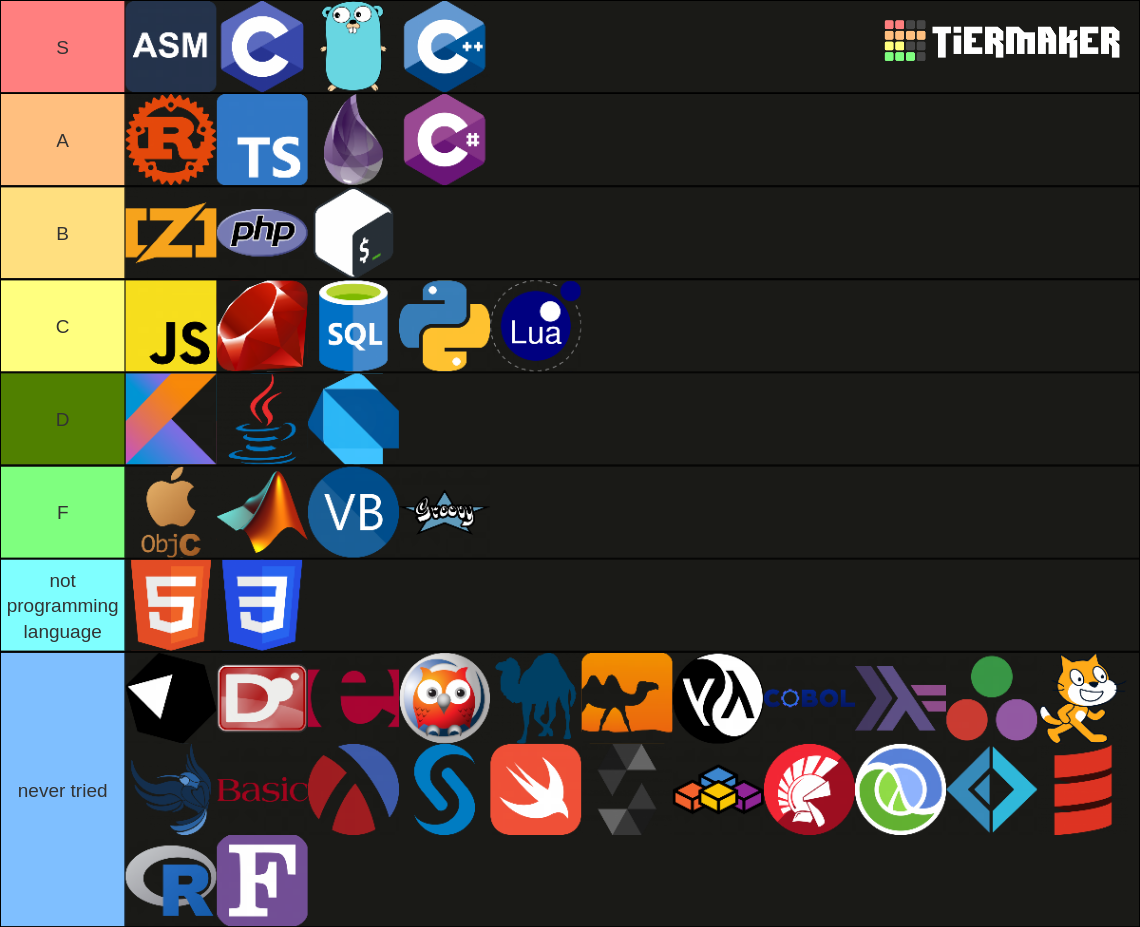 S
ASM
C
C++
TiERMAKER
A
R
TS
C#
B
Z
php
$_
C
JS
SQL
Lua
D
F
ObjC
VB
Groovy
not
programming
language
5
3
never tried
D
e
COBOL
Basic
R
F